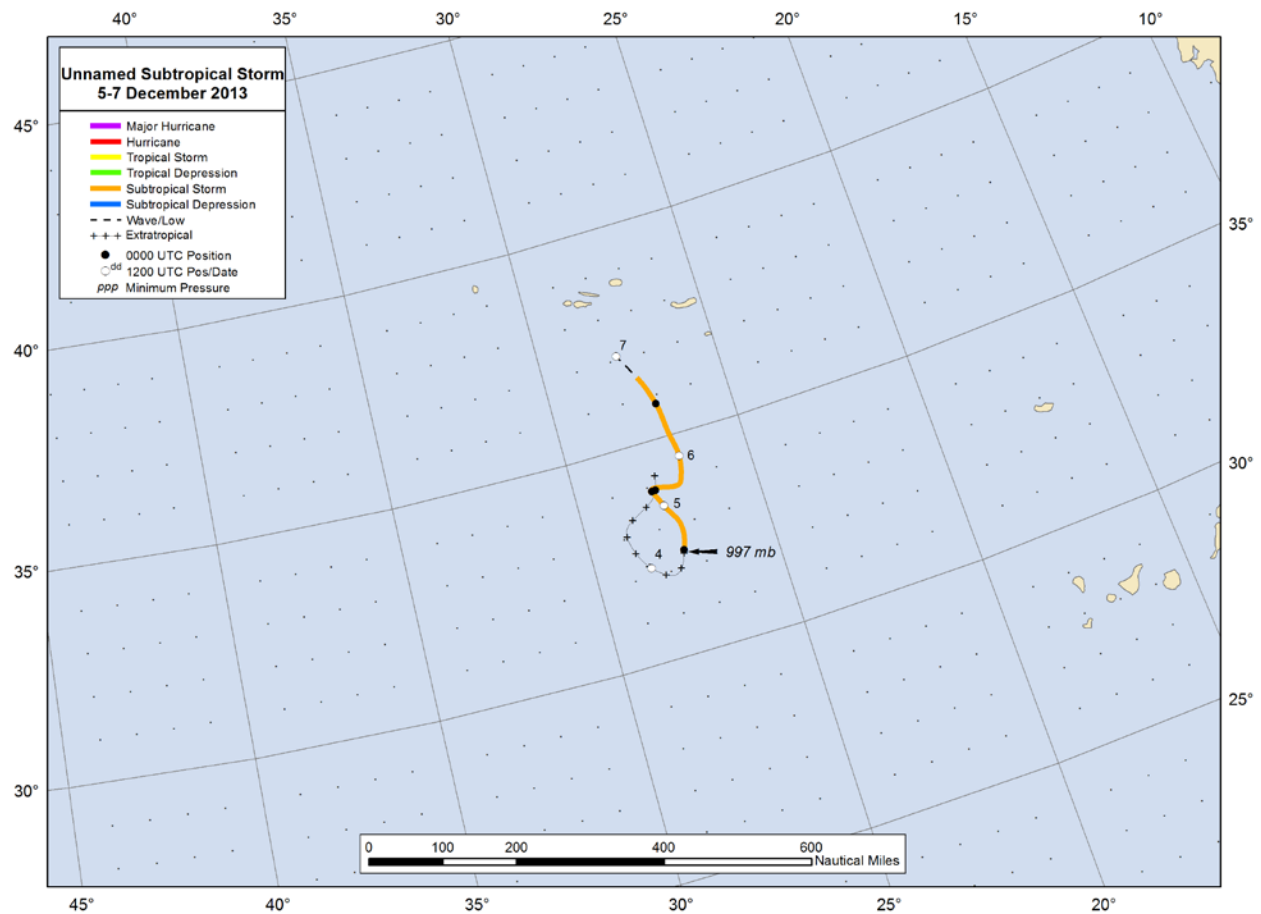 40° 35° 30° 25° 20° 15° 10°
Unnamed Subtropical Storm
5-7 December 2013
Major Hurricane
Hurricane
Tropical Storm
Tropical Depression
Subtropical Storm
Subtropical Depression
Wave/Low
Extratropical
0000 UTC Position
dd 1200 UTC Pos/Date
ppp Minimum Pressure
45°
35°
7
40°
6
30°
5
4 997 mb
35°
25°
30°
0 100 200 400 600
Nautical Miles
45° 40° 35° 30° 25° 20°